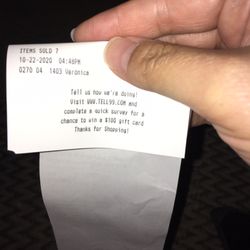 ITEMS SOLD 7
10-22-2020 04:48PM
0270 04 1403 Veronica
Tell us how we're doing!
Visit WWW.TELL99.COM and
complete a quick survey for a
chance to win a $100 gift card
Thanks for Shopping!